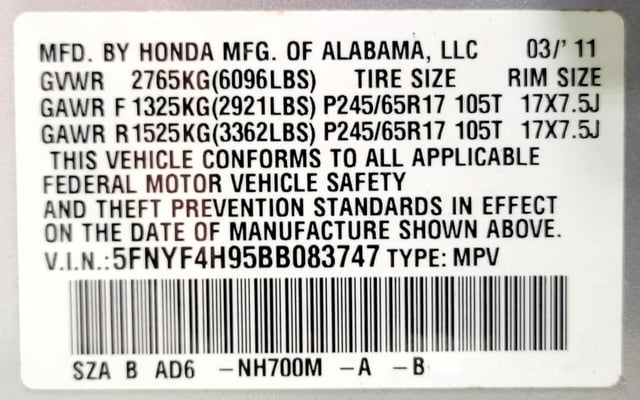 MFD. BY HONDA MFG. OF ALABAMA, LLC 03/' 11
GVWR 2765KG(6096LBS) TIRE SIZE RIM SIZE
GAWR F 1325KG(2921LBS) P245/65R17 105T 17X7.5J
GAWR R 1525KG(3362LBS) P245/65R17 105T 17X7.5J
THIS VEHICLE CONFORMS TO ALL APPLICABLE
FEDERAL MOTOR VEHICLE SAFETY
AND THEFT PREVENTION STANDARDS IN EFFECT
ON THE DATE OF MANUFACTURE SHOWN ABOVE.
V.I.N.:5FNYF4H95BB083747 TYPE: MPV
SZA B AD6 –NH700M –A –B